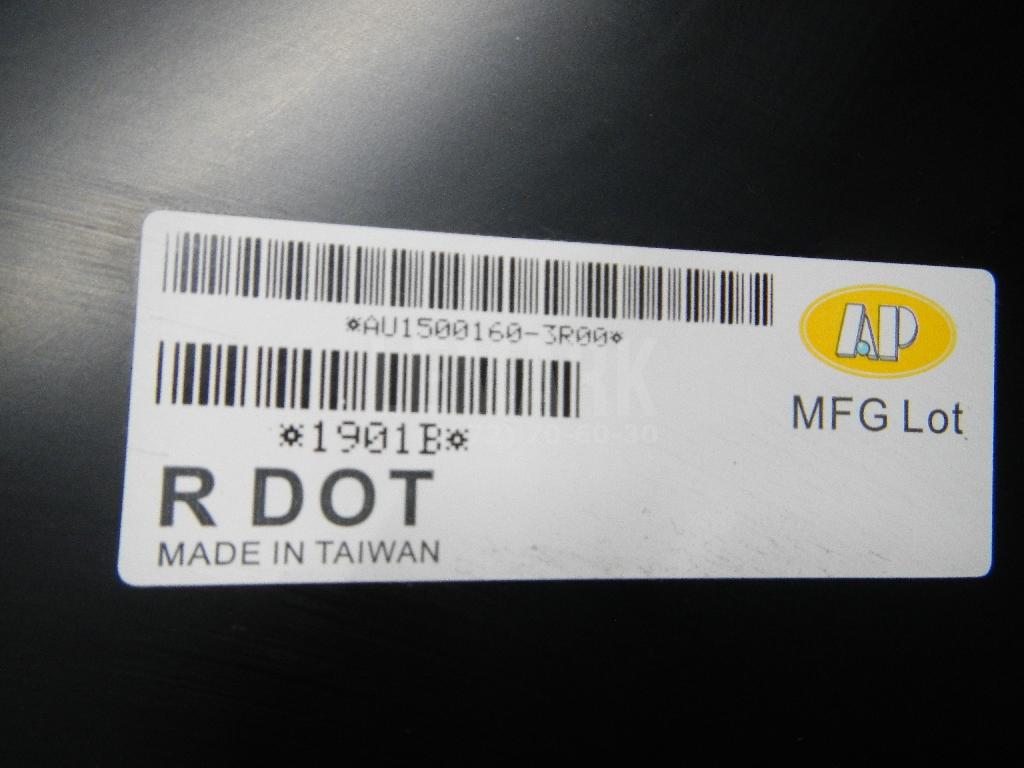 *AU1500160-3R00*
*1901B*
R DOT
MADE IN TAIWAN
AP
MFG Lot